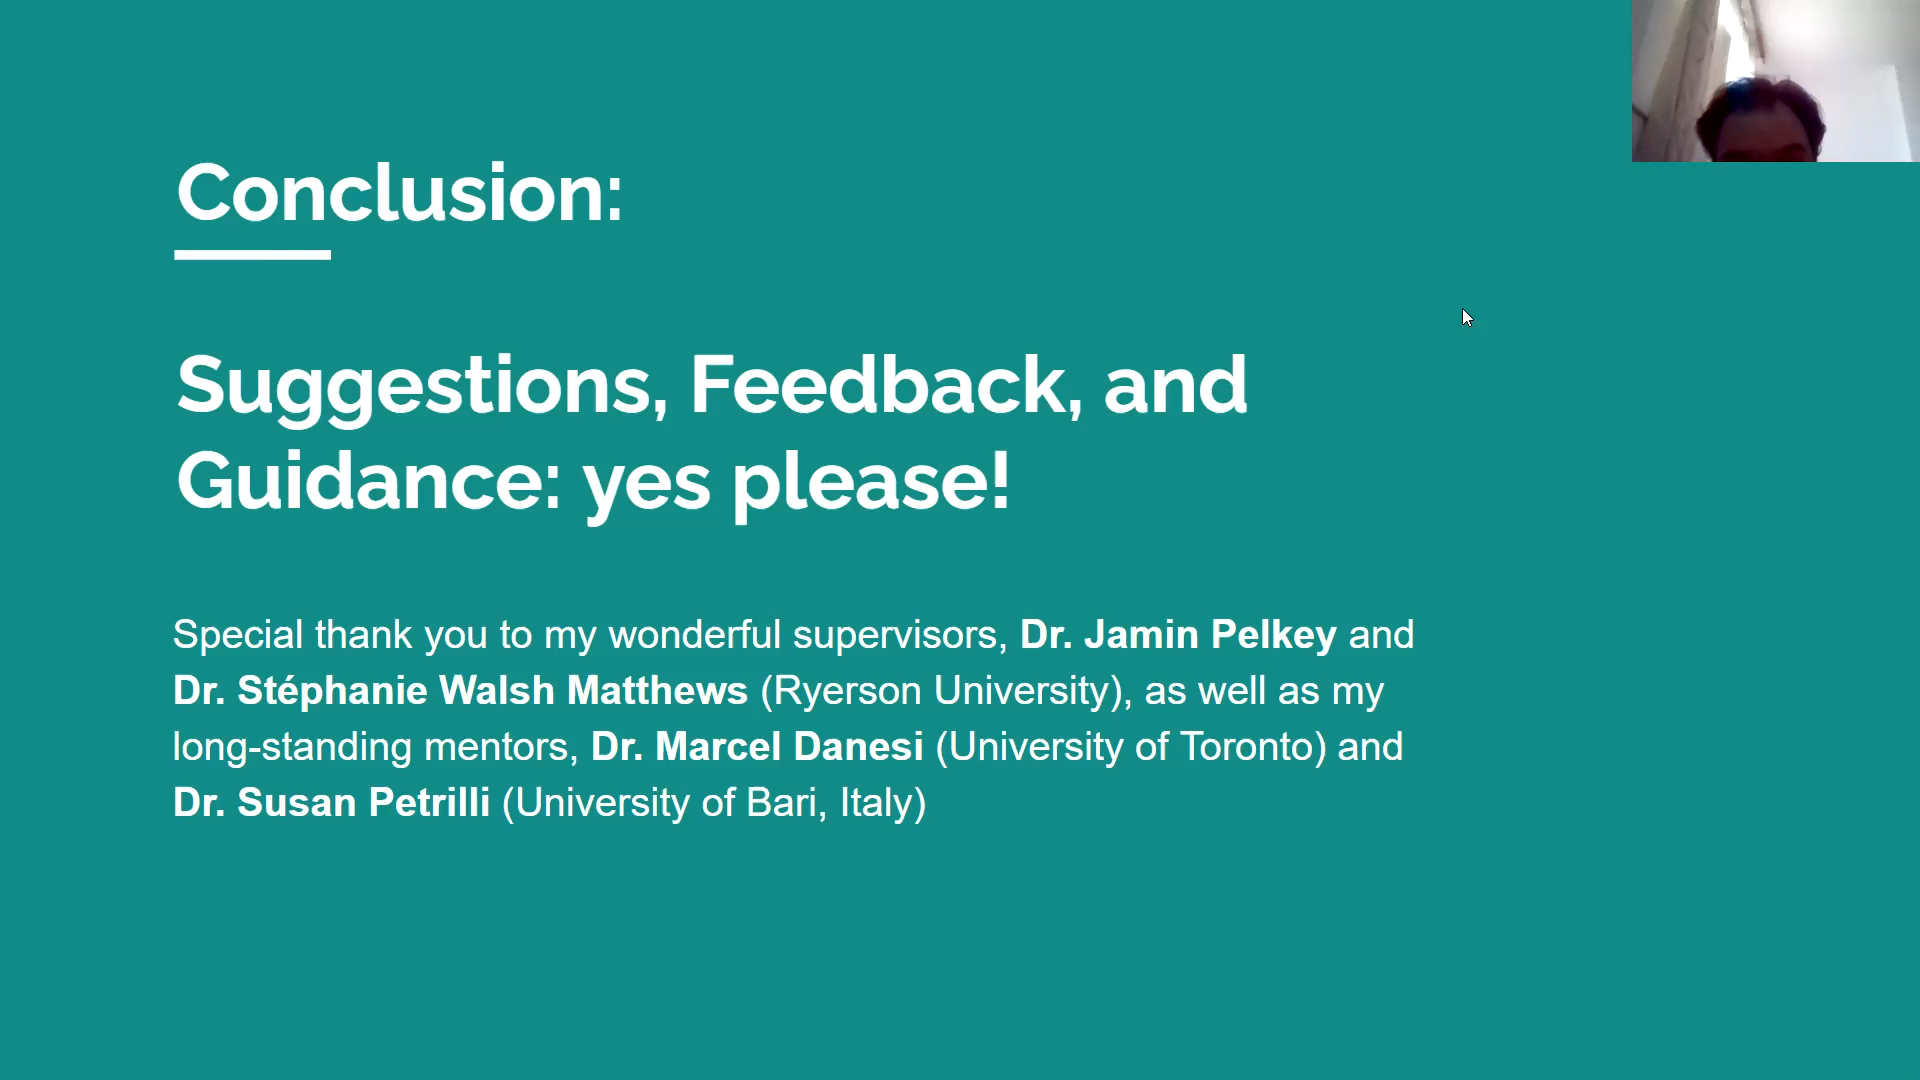 Conclusion:
Suggestions, Feedback, and
Guidance: yes please!
Special thank you to my wonderful supervisors, Dr. Jamin Pelkey and
Dr. Stéphanie Walsh Matthews (Ryerson University), as well as my
long-standing mentors, Dr. Marcel Danesi (University of Toronto) and
Dr. Susan Petrilli (University of Bari, Italy)